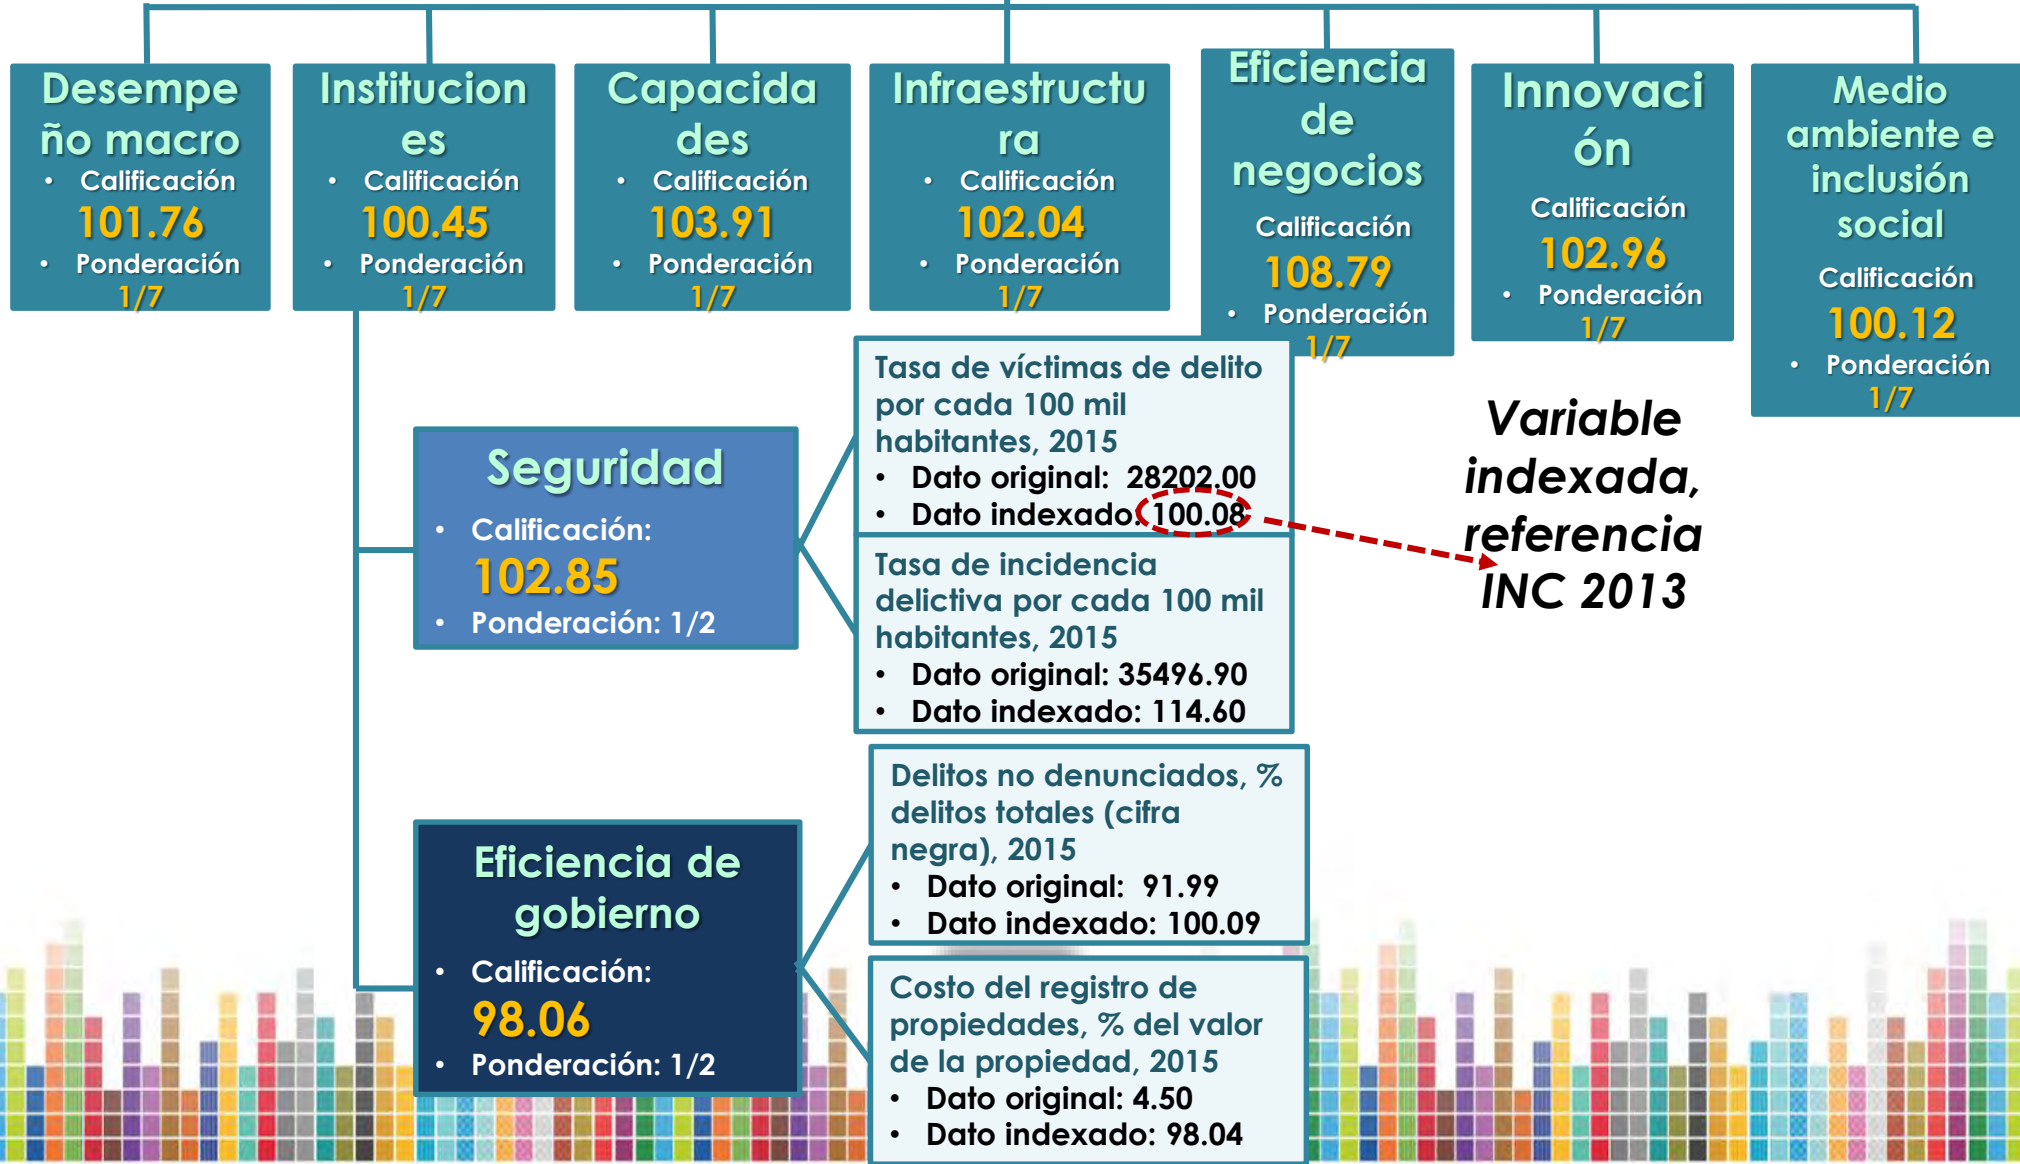 Desempe
ño macro
• Calificación
101.76
• Ponderación
1/7
Institucion
es
• Calificación
100.45
• Ponderación
1/7
Capacida
des
• Calificación
103.91
• Ponderación
1/7
Infraestructu
ra
• Calificación
102.04
• Ponderación
1/7
Eficiencia
de
negocios
Calificación
108.79
• Ponderación
1/7
Innovaci
ón
Calificación
102.96
• Ponderación
1/7
Medio
ambiente e
inclusión
social
Calificación
100.12
• Ponderación
1/7
Seguridad
• Calificación:
102.85
• Ponderación: 1/2
Tasa de víctimas de delito
por cada 100 mil
habitantes, 2015
• Dato original: 28202.00
• Dato indexado: 100.08
Tasa de incidencia
delictiva por cada 100 mil
habitantes, 2015
• Dato original: 35496.90
• Dato indexado: 114.60
Variable
indexada,
referencia
INC 2013
Eficiencia de
gobierno
• Calificación:
98.06
• Ponderación: 1/2
Delitos no denunciados, %
delitos totales (cifra
negra), 2015
• Dato original: 91.99
• Dato indexado: 100.09
Costo del registro de
propiedades, % del valor
de la propiedad, 2015
• Dato original: 4.50
• Dato indexado: 98.04